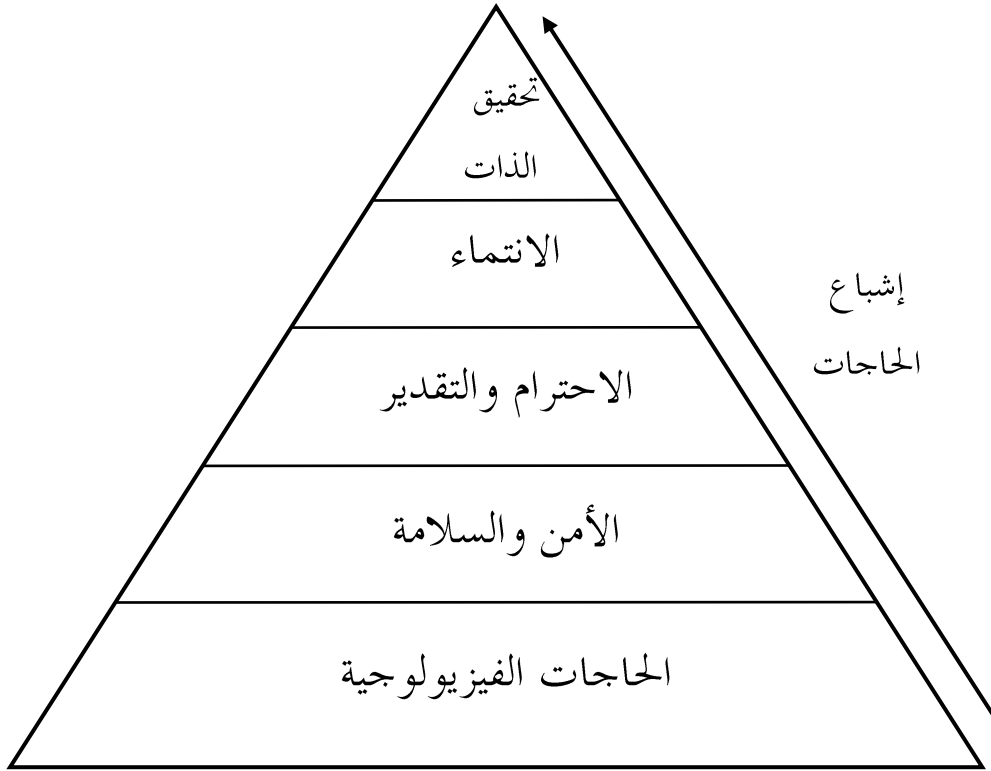 تحقيق
الذات
الانتماء
إشباع
الحاجات
الاحترام والتقدير
الأمن والسلامة
الحاجات الفيزيولوجية